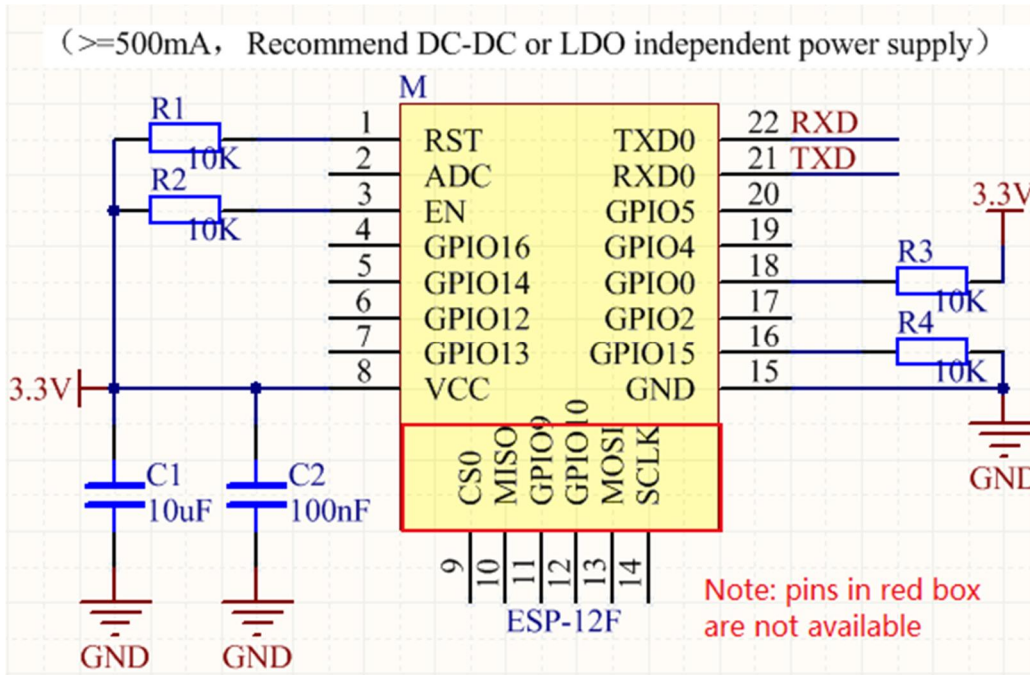 （>=500mA， Recommend DC-DC or LDO independent power supply）
M
R1
10K
R2
10K
1
2
3
4
5
6
7
8
RST
ADC
EN
GPIO16
GPIO14
GPIO12
GPIO13
VCC
TXD0
RXD0
GPIO5
GPIO4
GPIO0
GPIO2
GPIO15
GND
22 RXD
21 TXD
20
19
18
17
16
15
3.3V
R3
10K
R4
10K
GND
3.3V
C1
10uF
C2
100nF
GND
GND
CS0
MISO
GPIO9
GPIO10
MOSI
SCLK
9
10
11
12
13
14
ESP-12F
Note: pins in red box
are not available